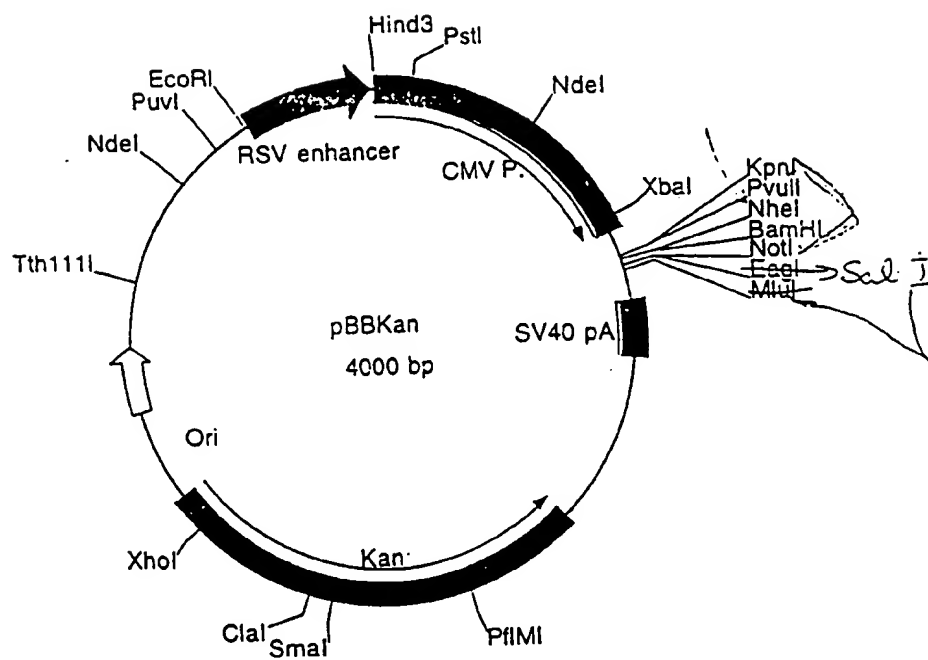 Hind3
PstI
EcoRI
PuvI
NdeI
NdeI
RSV enhancer
CMV P.
XbaI
KpnI
PvuII
NheI
BamHI
NotI
EagI
Sal I
MluI
Tth111I
pBBKan
4000 bp
SV40 pA
Ori
XhoI
Kan
ClaI
SmaI
PflMI